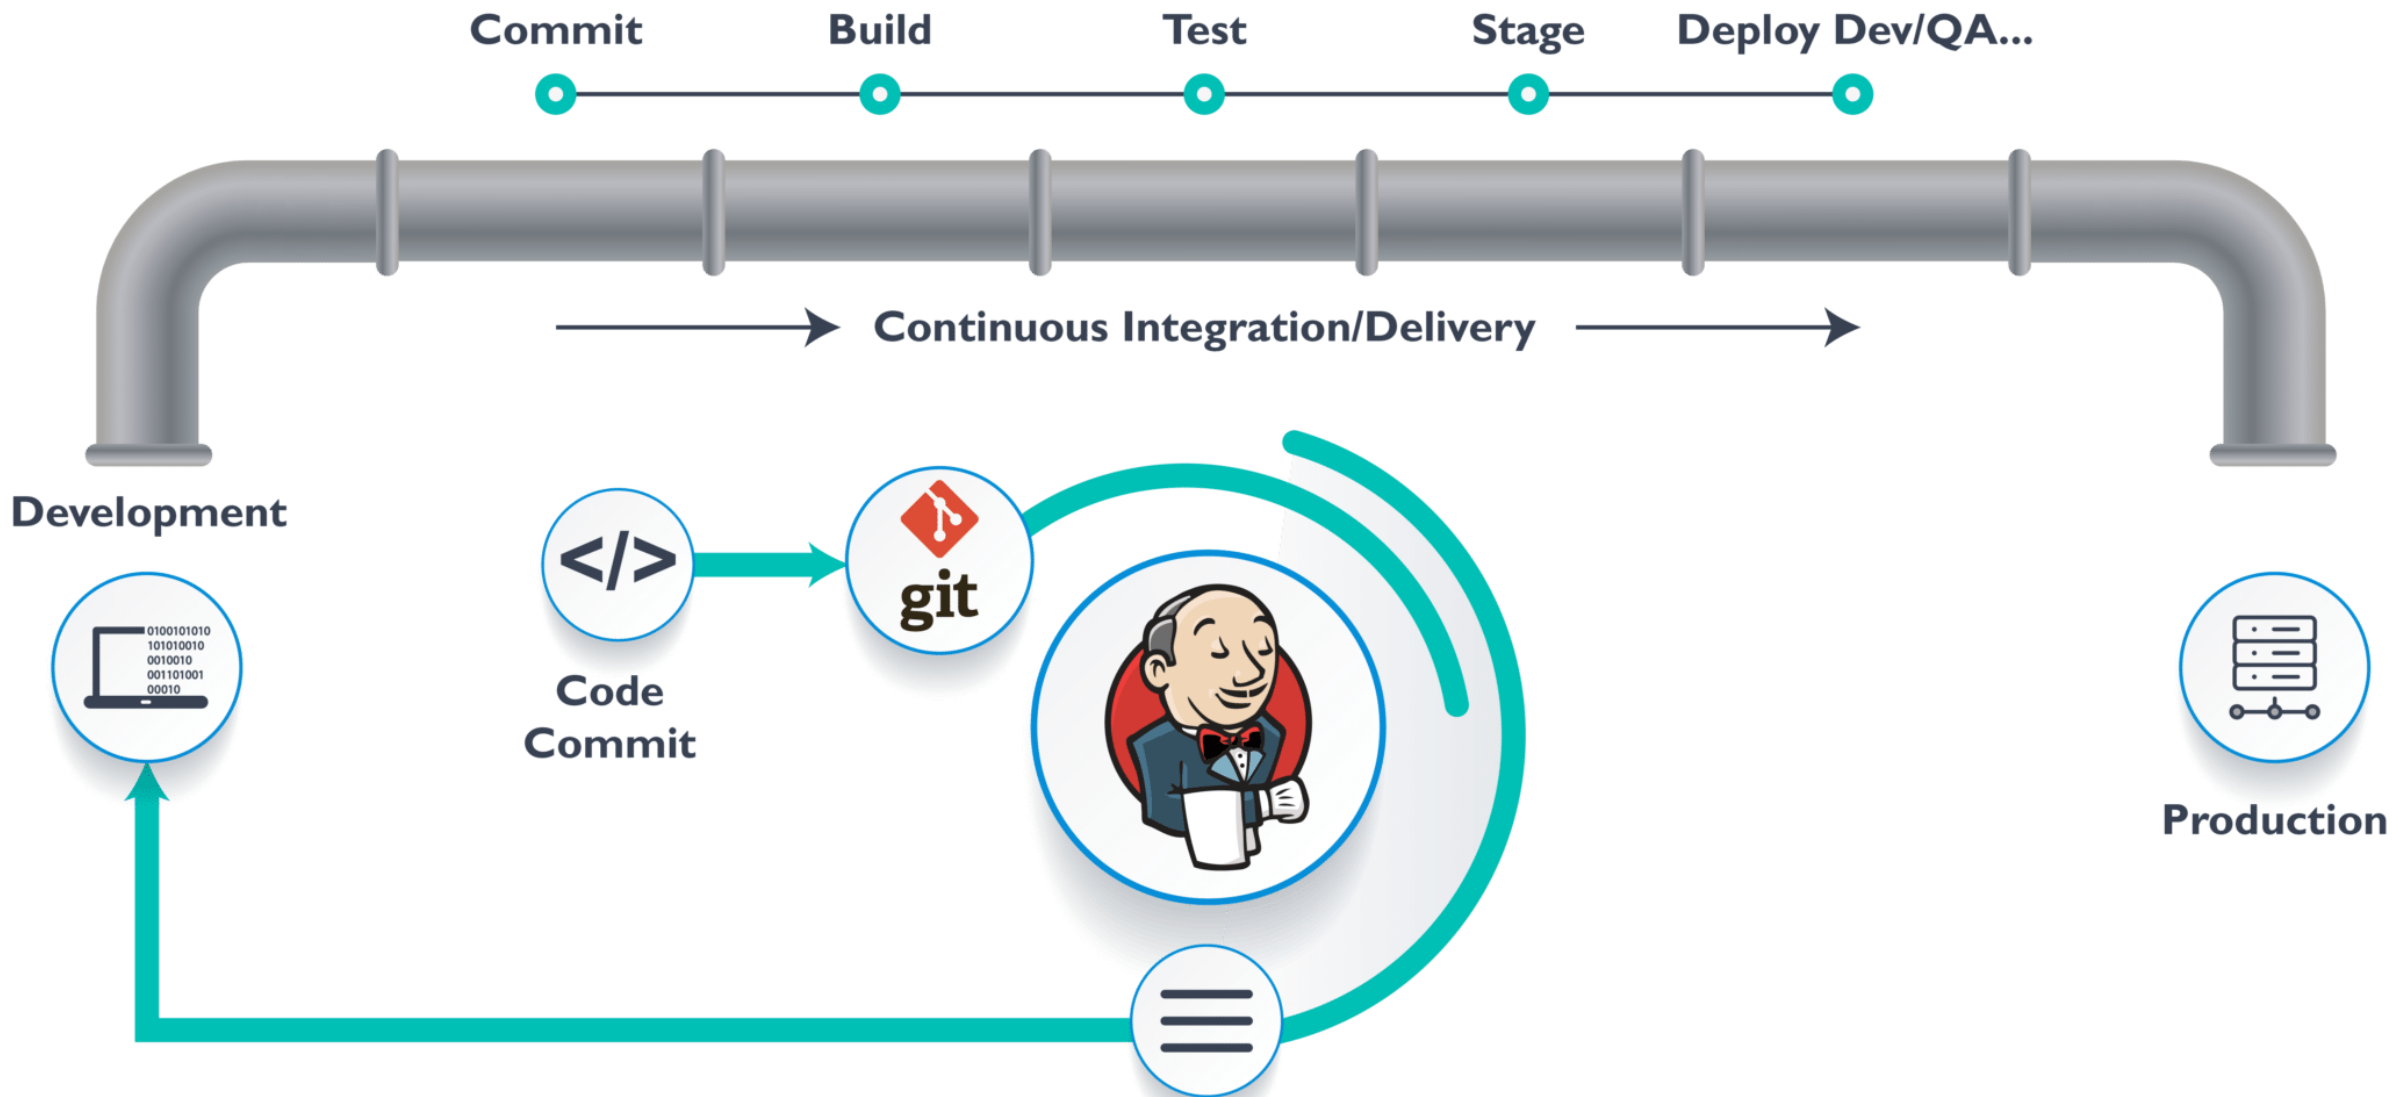 Commit
Build
Test
Stage
Deploy Dev/QA...
Continuous Integration/Delivery
Development
0100101010
101010010
0010010
001101001
00010
</>
Code
Commit
git
Production